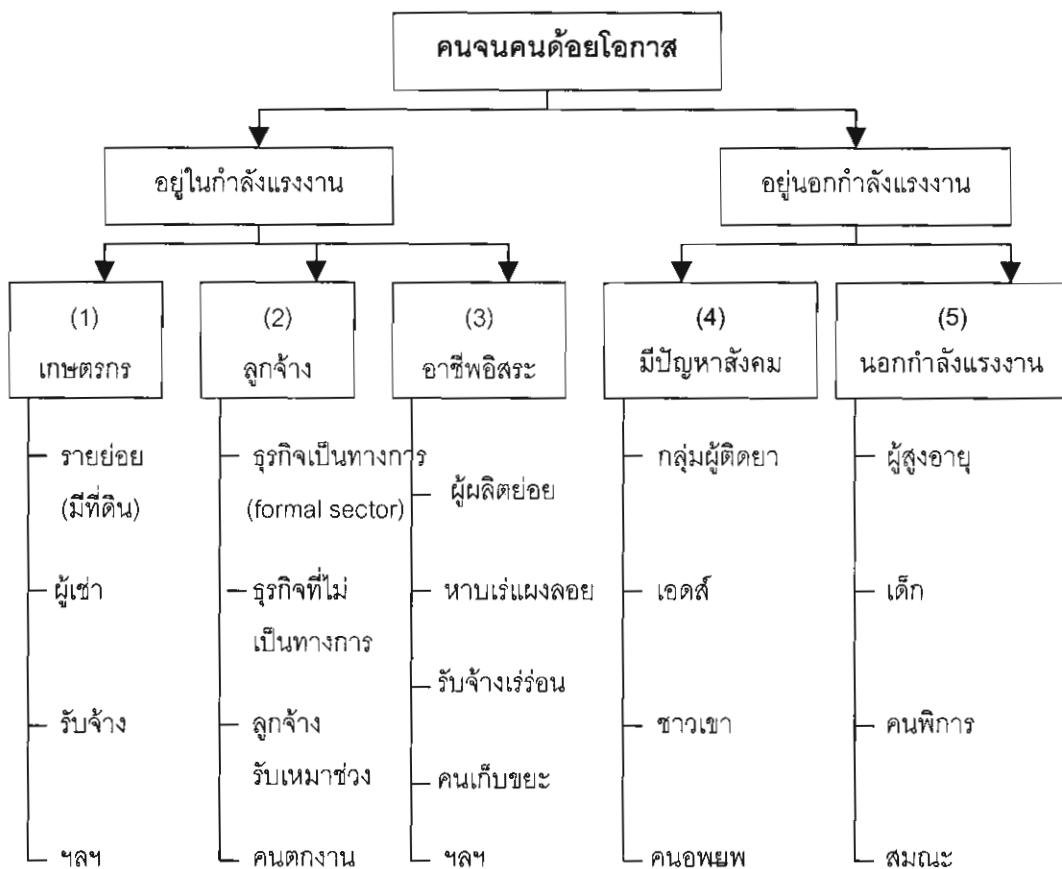 คนจนคนด้อยโอกาส
อยู่ในกำลังแรงงาน
อยู่นอกกำลังแรงงาน
(1)
เกษตรกร
(2)
ลูกจ้าง
(3)
อาชีพอิสระ
(4)
มีปัญหาสังคม
(5)
นอกกำลังแรงงาน
รายย่อย
(มีที่ดิน)
ผู้เช่า
รับจ้าง
ฯลฯ
ธุรกิจเป็นทางการ
(formal sector)
ธุรกิจที่ไม่
เป็นทางการ
ลูกจ้าง
รับเหมาช่วง
คนตกงาน
ผู้ผลิตย่อย
หาบเร่แผงลอย
รับจ้างเร่ร่อน
คนเก็บขยะ
ฯลฯ
กลุ่มผู้ติดยา
เอดส์
ชาวเขา
คนอพยพ
ผู้สูงอายุ
เด็ก
คนพิการ
สมณะ